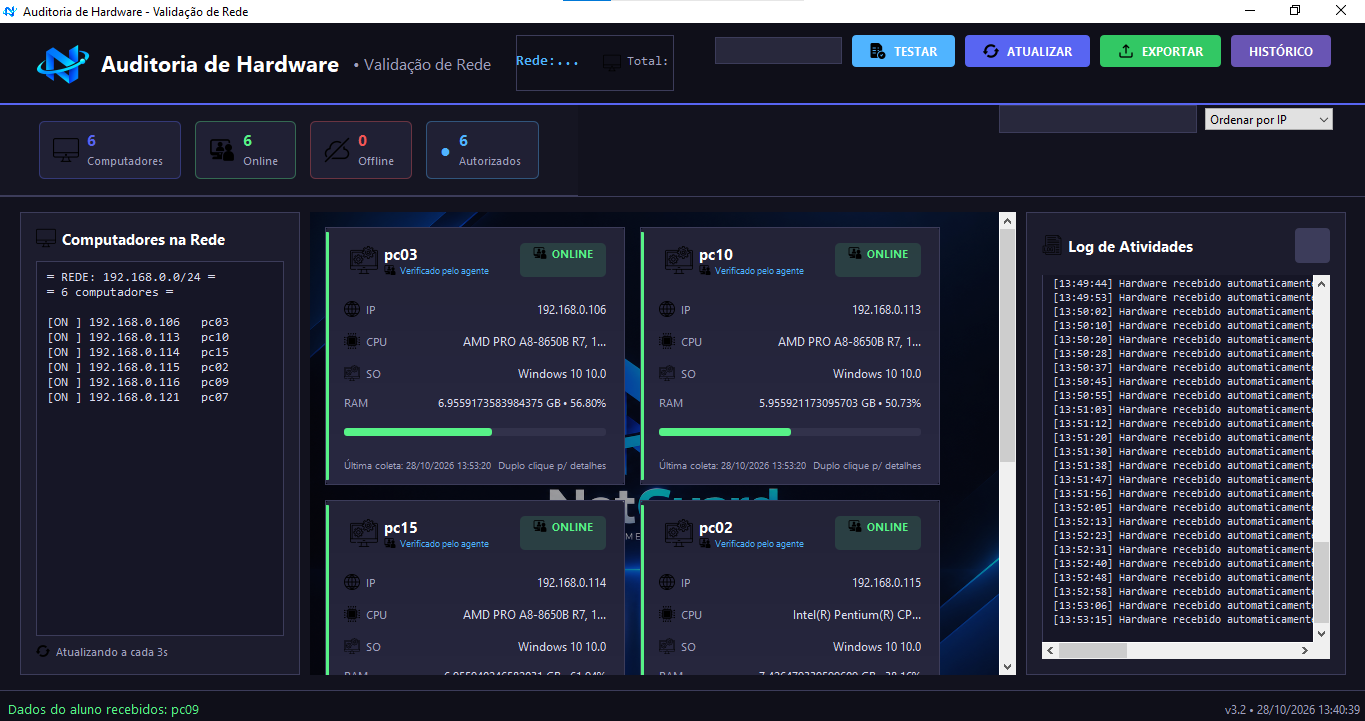 Auditoria de Hardware - Validação de Rede
Auditoria de Hardware • Validação de Rede
Rede:... Total:
TESTAR
ATUALIZAR
EXPORTAR
HISTÓRICO
6
Computadores
6
Online
0
Offline
6
Autorizados
Ordenar por IP
Computadores na Rede
= REDE: 192.168.0.0/24 =
= 6 computadores =
[ON ] 192.168.0.106 pc03
[ON ] 192.168.0.113 pc10
[ON ] 192.168.0.114 pc15
[ON ] 192.168.0.115 pc02
[ON ] 192.168.0.116 pc09
[ON ] 192.168.0.121 pc07
Atualizando a cada 3s
pc03
ONLINE
Verificado pelo agente
IP 192.168.0.106
CPU AMD PRO A8-8650B R7, 1...
SO Windows 10 10.0
RAM 6.9559173583984375 GB • 56.80%
Última coleta: 28/10/2026 13:53:20 Duplo clique p/ detalhes
pc10
ONLINE
Verificado pelo agente
IP 192.168.0.113
CPU AMD PRO A8-8650B R7, 1...
SO Windows 10 10.0
RAM 5.955921173095703 GB • 50.73%
Última coleta: 28/10/2026 13:53:20 Duplo clique p/ detalhes
pc15
ONLINE
Verificado pelo agente
IP 192.168.0.114
CPU AMD PRO A8-8650B R7, 1...
SO Windows 10 10.0
RAM
pc02
ONLINE
Verificado pelo agente
IP 192.168.0.115
CPU Intel(R) Pentium(R) CP...
SO Windows 10 10.0
RAM
Log de Atividades
[13:49:44] Hardware recebido automaticamente
[13:49:53] Hardware recebido automaticamente
[13:50:02] Hardware recebido automaticamente
[13:50:10] Hardware recebido automaticamente
[13:50:20] Hardware recebido automaticamente
[13:50:28] Hardware recebido automaticamente
[13:50:37] Hardware recebido automaticamente
[13:50:45] Hardware recebido automaticamente
[13:50:55] Hardware recebido automaticamente
[13:51:03] Hardware recebido automaticamente
[13:51:12] Hardware recebido automaticamente
[13:51:20] Hardware recebido automaticamente
[13:51:30] Hardware recebido automaticamente
[13:51:38] Hardware recebido automaticamente
[13:51:47] Hardware recebido automaticamente
[13:51:56] Hardware recebido automaticamente
[13:52:05] Hardware recebido automaticamente
[13:52:13] Hardware recebido automaticamente
[13:52:23] Hardware recebido automaticamente
[13:52:31] Hardware recebido automaticamente
[13:52:40] Hardware recebido automaticamente
[13:52:48] Hardware recebido automaticamente
[13:52:58] Hardware recebido automaticamente
[13:53:06] Hardware recebido automaticamente
[13:53:15] Hardware recebido automaticamente
Dados do aluno recebidos: pc09
v3.2 • 28/10/2026 13:40:39